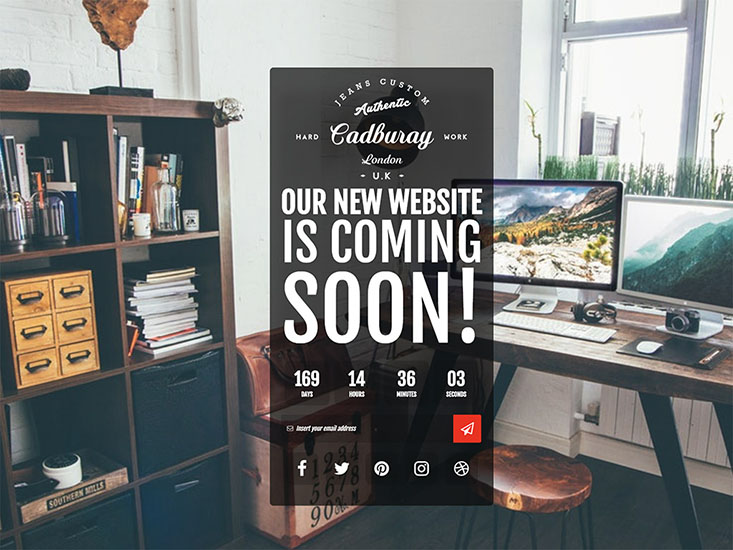 JEANS CUSTOM
Authentic
HARD Cadburay WORK
London
- U.K -
OUR NEW WEBSITE
IS COMING
SOON!
169 14 36 03
DAYS HOURS MINUTES SECONDS
Insert your email address
1234
5678
90%
SOUTHERN MILLS